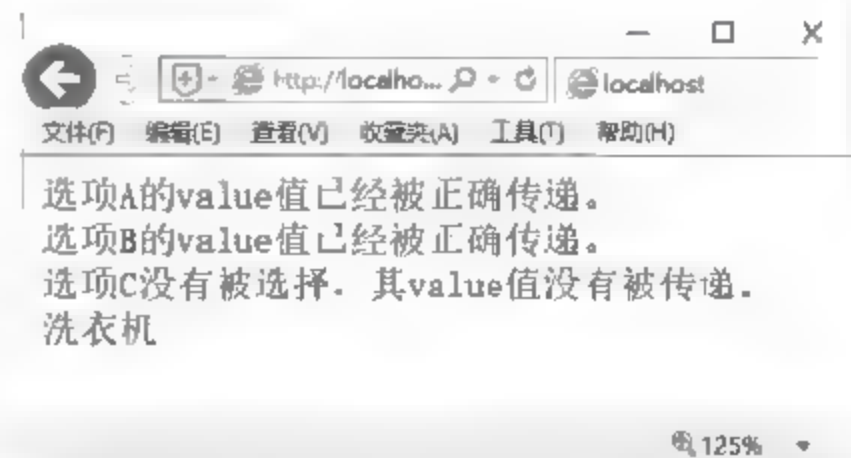 http://localho...
localhost
文件(F) 编辑(E) 查看(V) 收藏夹(A) 工具(T) 帮助(H)
选项A的value值已经被正确传递。
选项B的value值已经被正确传递。
选项C没有被选择。其value值没有被传递。
洗衣机
125%